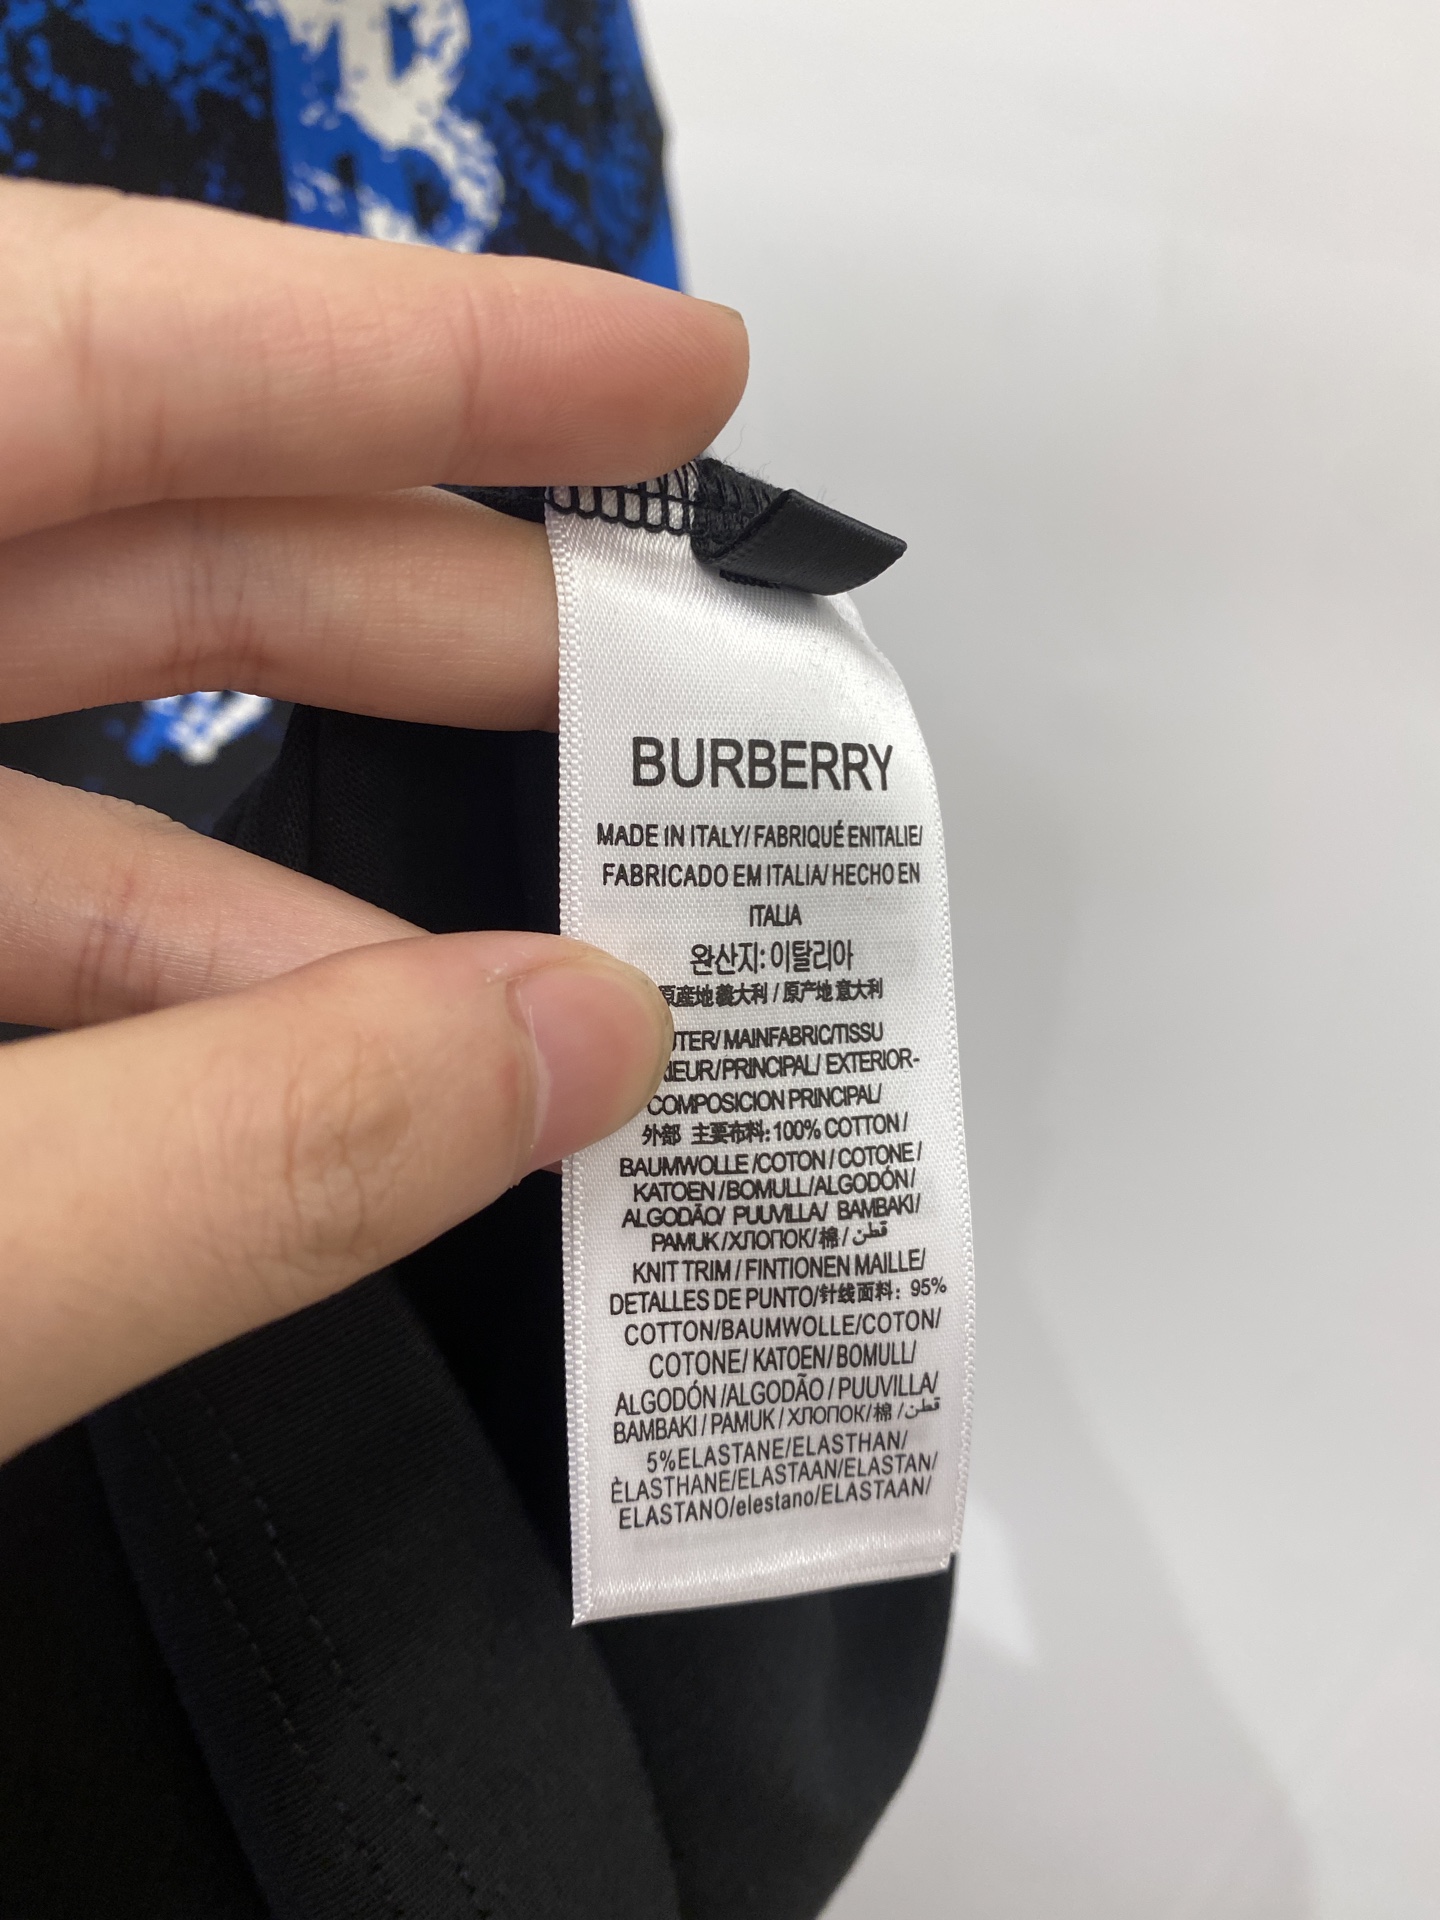 BURBERRY
MADE IN ITALY/ FABRIQUÉ ENITALIE/
FABRICADO EM ITALIA/ HECHO EN
ITALIA
완산지: 이탈리아
原産地義大利 / 原产地意大利
UTER/ MAINFABRIC/TISSU
RIEUR/PRINCIPAL/ EXTERIOR-
COMPOSICION PRINCIPAL/
外部 主要布料: 100% COTTON /
BAUMWOLLE /COTON / COTONE /
KATOEN /BOMULL/ALGODÓN/
ALGODÃO/ PUUVILLA/ BAMBAKI/
PAMUK /ХЛОПОК/ 棉 / قطن
KNIT TRIM / FINTIONEN MAILLE/
DETALLES DE PUNTO/针线面料: 95%
COTTON/BAUMWOLLE/COTON/
COTONE/ KATOEN/ BOMULL/
ALGODÓN /ALGODÃO / PUUVILLA/
BAMBAKI / PAMUK / ХЛОПОК/ 棉 / قطن
5%ELASTANE/ELASTHAN/
ÈLASTHANE/ELASTAAN/ELASTAN/
ELASTANO/elestano/ELASTAAN/